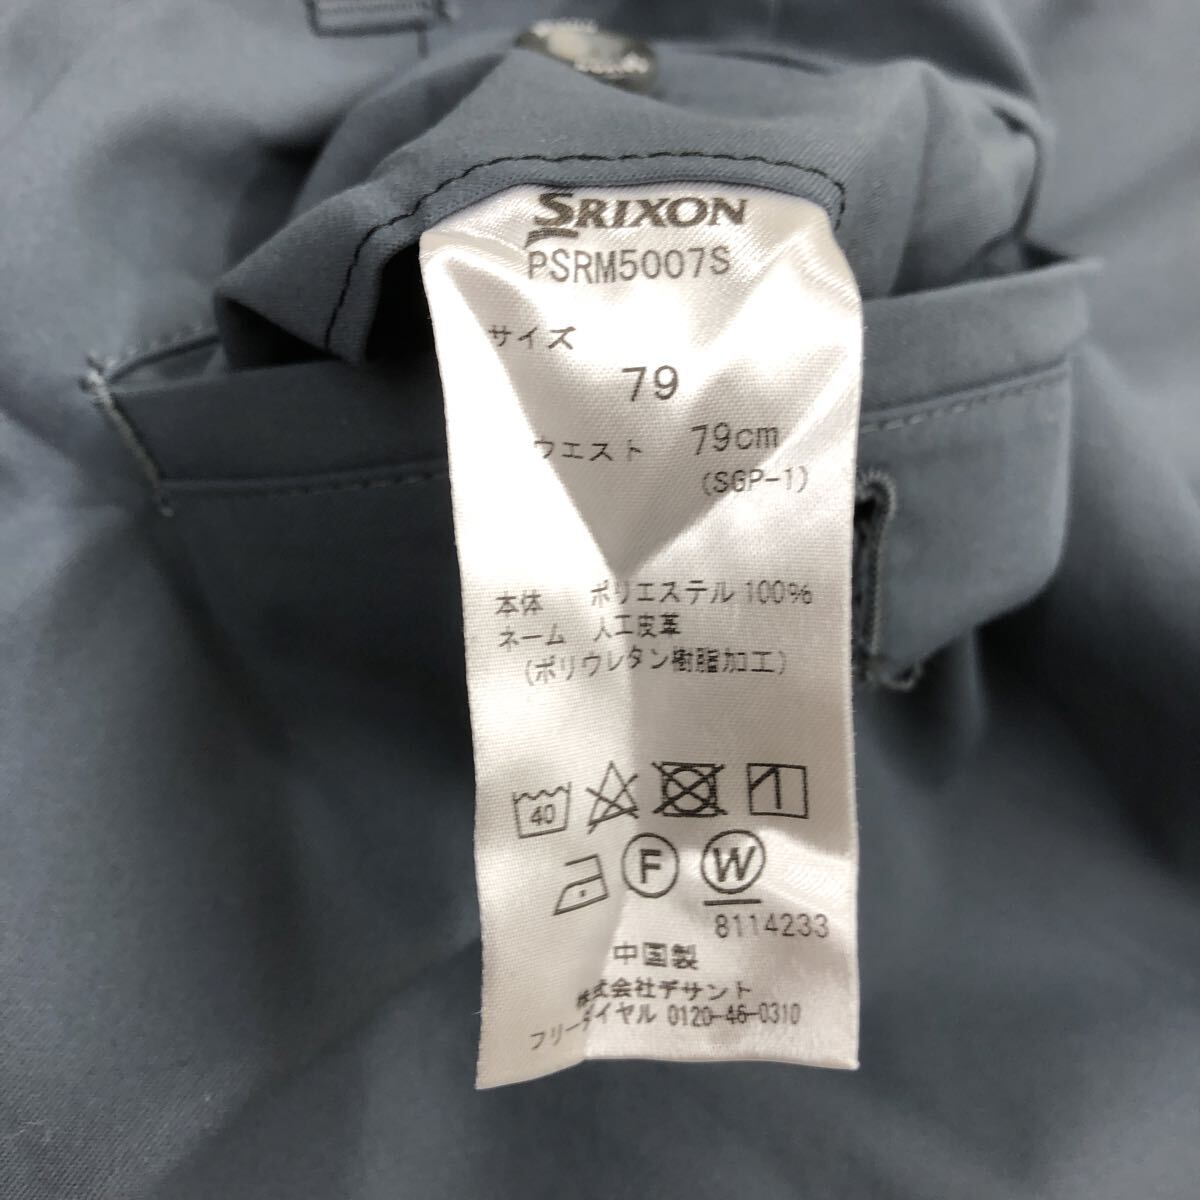 SRIXON
PSRM5007S
サイズ
79
ウエスト 79cm
(SGP-1)
本体 ポリエステル 100%
ネーム 人工皮革
(ポリウレタン樹脂加工)
40
F W
8114233
中国製
株式会社デサント
フリーダイヤル 0120-46-0310